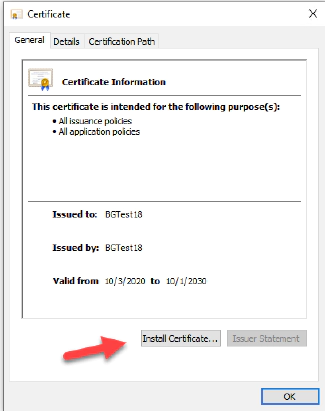 Certificate
General Details Certification Path
Certificate Information
This certificate is intended for the following purpose(s):
• All issuance policies
• All application policies
Issued to: BGTest18
Issued by: BGTest18
Valid from 10/3/2020 to 10/1/2030
Install Certificate... Issuer Statement
OK